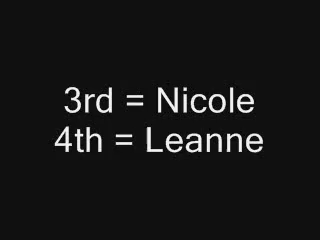 3rd = Nicole
4th = Leanne